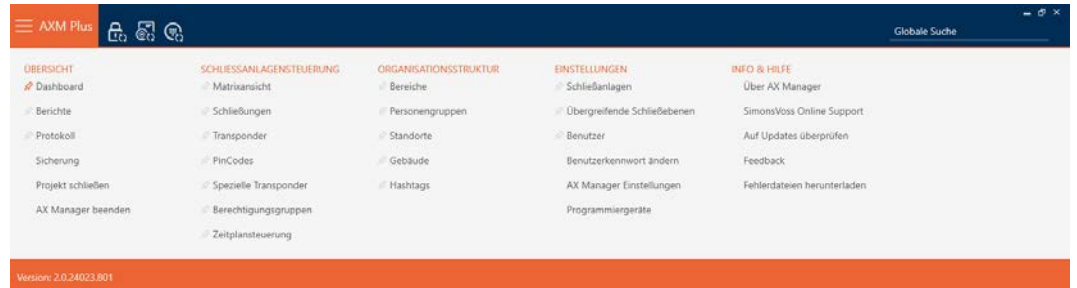 AXM Plus
Globale Suche
ÜBERSICHT
Dashboard
Berichte
Protokoll
Sicherung
Projekt schließen
AX Manager beenden
SCHLIESSANLAGENSTEUERUNG
Matrixansicht
Schließungen
Transponder
PinCodes
Spezielle Transponder
Berechtigungsgruppen
Zeitplansteuerung
ORGANISATIONSSTRUKTUR
Bereiche
Personengruppen
Standorte
Gebäude
Hashtags
EINSTELLUNGEN
Schließanlagen
Übergreifende Schließebenen
Benutzer
Benutzerkennwort ändern
AX Manager Einstellungen
Programmiergeräte
INFO & HILFE
Über AX Manager
SimonsVoss Online Support
Auf Updates überprüfen
Feedback
Fehlerdateien herunterladen
Version: 2.0.24023.801